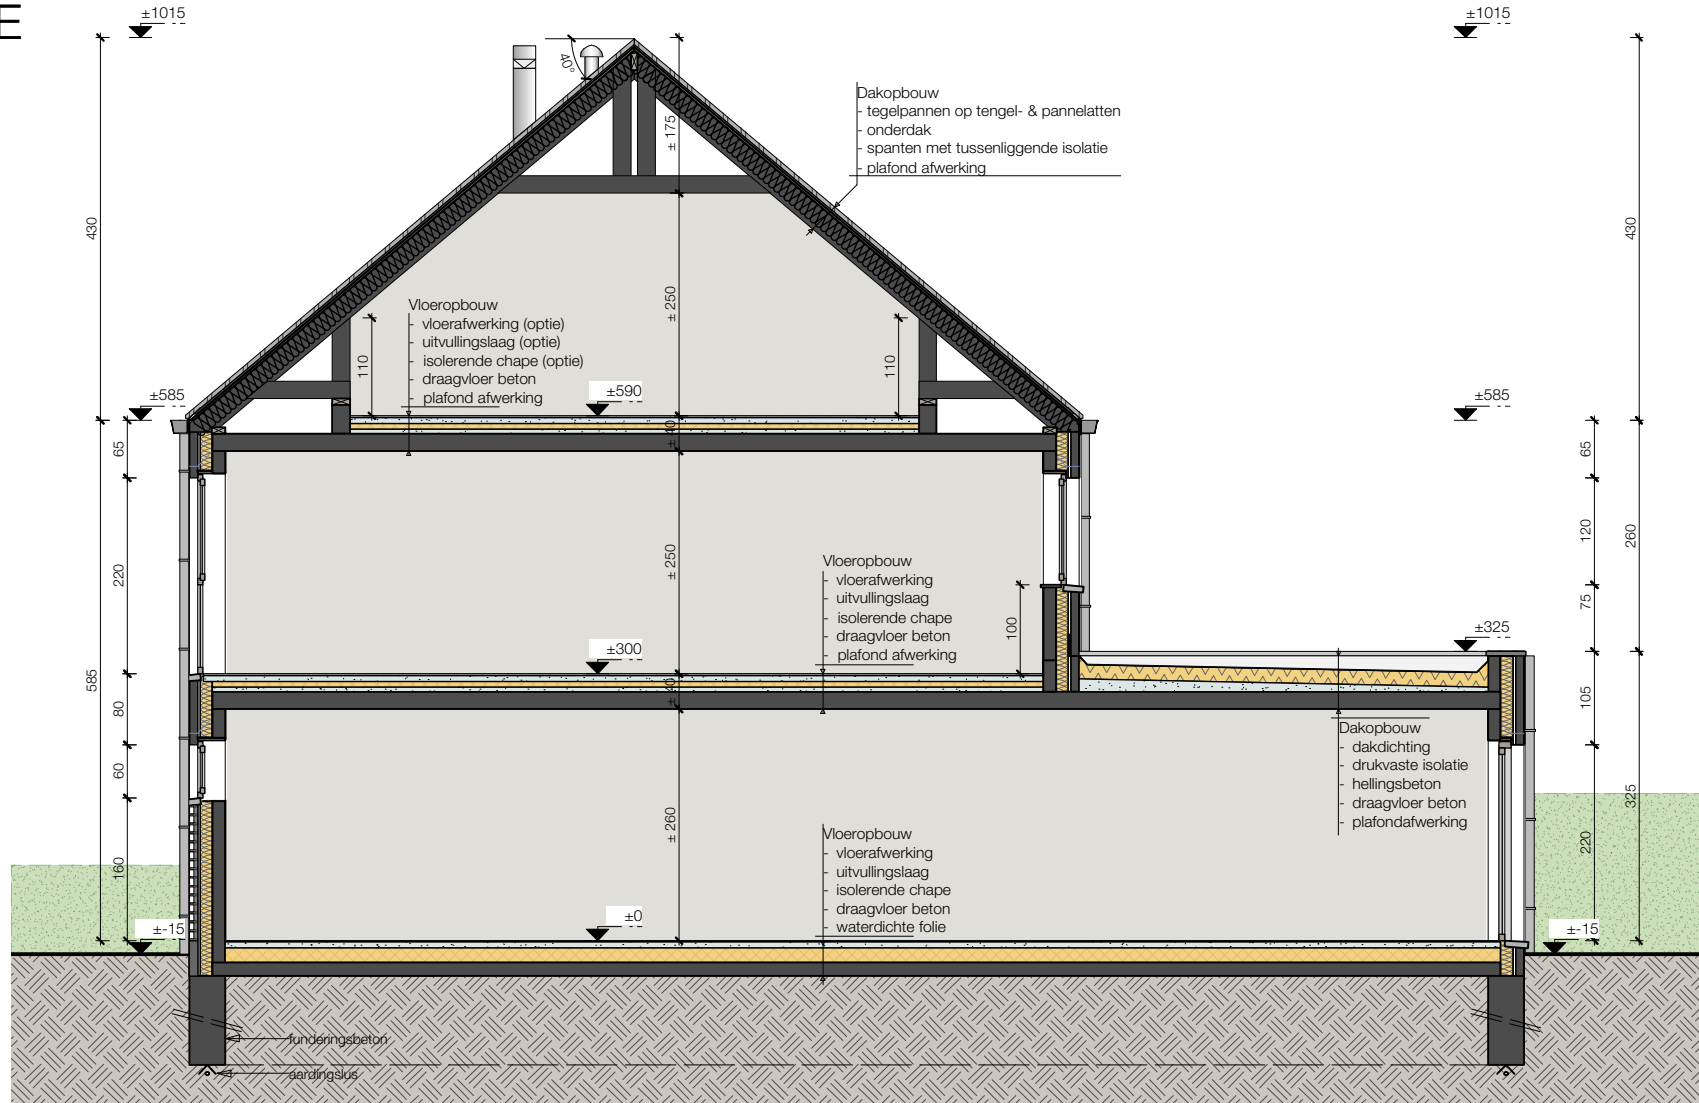 E
±1015
±1015
40°
± 175
Dakopbouw
- tegelpannen op tengel- & pannelatten
- onderdak
- spanten met tussenliggende isolatie
- plafond afwerking
430
430
± 250
Vloeropbouw
- vloerafwerking (optie)
- uitvullingslaag (optie)
- isolerende chape (optie)
- draagvloer beton
- plafond afwerking
110
110
±585
±590
±585
± 40
65
65
220
± 250
120
260
75
Vloeropbouw
- vloerafwerking
- uitvullingslaag
- isolerende chape
- draagvloer beton
- plafond afwerking
100
±300
±325
585
80
± 40
105
Dakopbouw
- dakdichting
- drukvaste isolatie
- hellingsbeton
- draagvloer beton
- plafondafwerking
60
325
± 260
220
160
Vloeropbouw
- vloerafwerking
- uitvullingslaag
- isolerende chape
- draagvloer beton
- waterdichte folie
±-15
±0
±-15
funderingsbeton
aardingslus